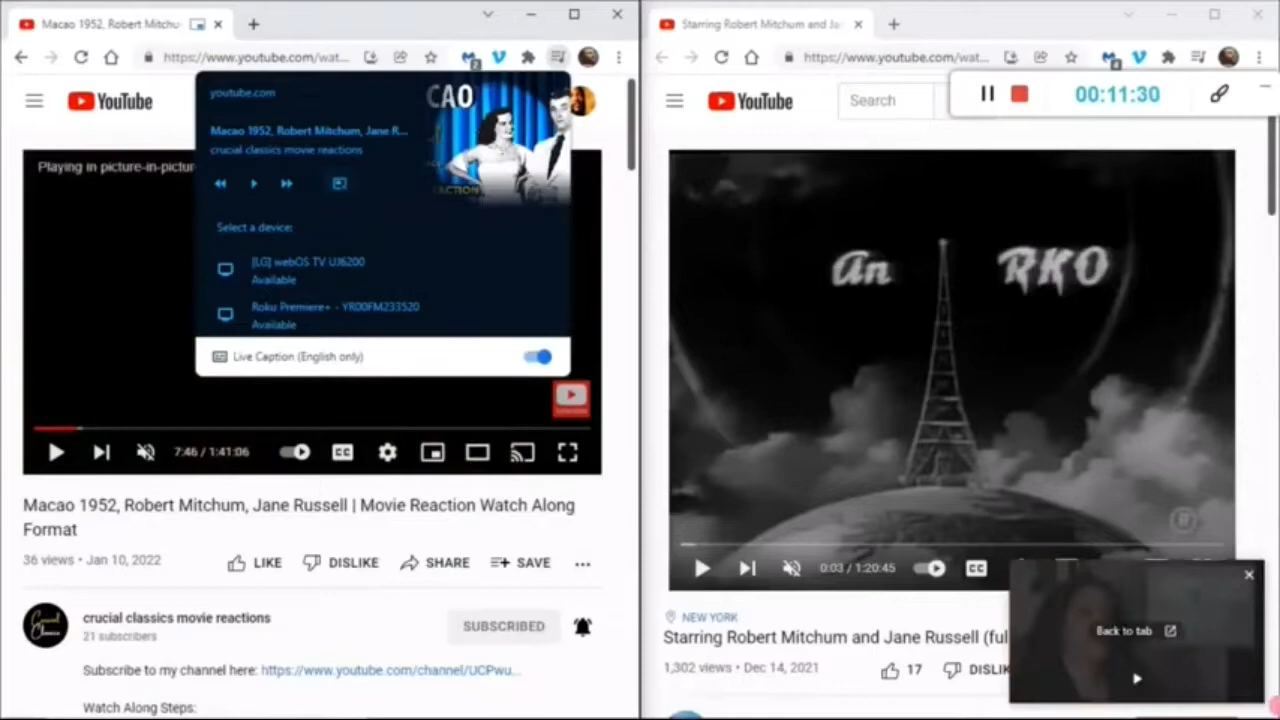 Macao 1952, Robert Mitchu
https://www.youtube.com/wat...
2
YouTube
Playing in picture-in-pictur
youtube.com
Macao 1952, Robert Mitchum, Jane R...
crucial classics movie reactions
CAO
ACTION
Select a device:
[LG] webOS TV UJ6200
Available
Roku Premiere+ - YR00FM233520
Available
Live Caption (English only)
7:46 / 1:41:06
CC
Macao 1952, Robert Mitchum, Jane Russell | Movie Reaction Watch Along
Format
36 views • Jan 10, 2022
LIKE
DISLIKE
SHARE
SAVE
Crucial
Classics
crucial classics movie reactions
21 subscribers
SUBSCRIBED
Subscribe to my channel here: https://www.youtube.com/channel/UCPwu...
Watch Along Steps:
Starring Robert Mitchum and Ja
https://www.youtube.com/wat...
YouTube
Search
00:11:30
An RKO
0:03 / 1:20:45
CC
NEW YORK
Starring Robert Mitchum and Jane Russell (ful
1,302 views • Dec 14, 2021
17
DISLIK
Back to tab